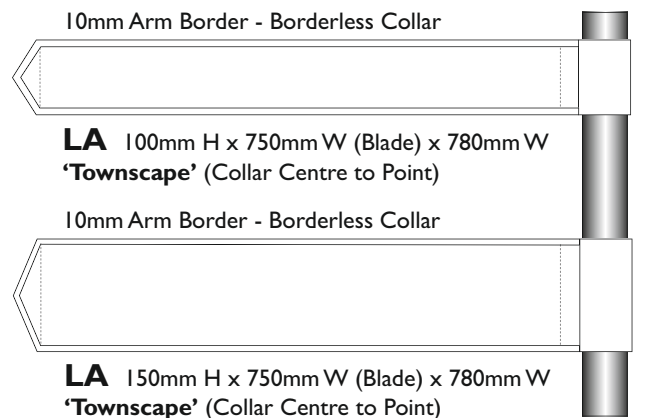 10mm Arm Border - Borderless Collar
LA 100mm H x 750mm W (Blade) x 780mm W
‘Townscape’ (Collar Centre to Point)
10mm Arm Border - Borderless Collar
LA 150mm H x 750mm W (Blade) x 780mm W
‘Townscape’ (Collar Centre to Point)